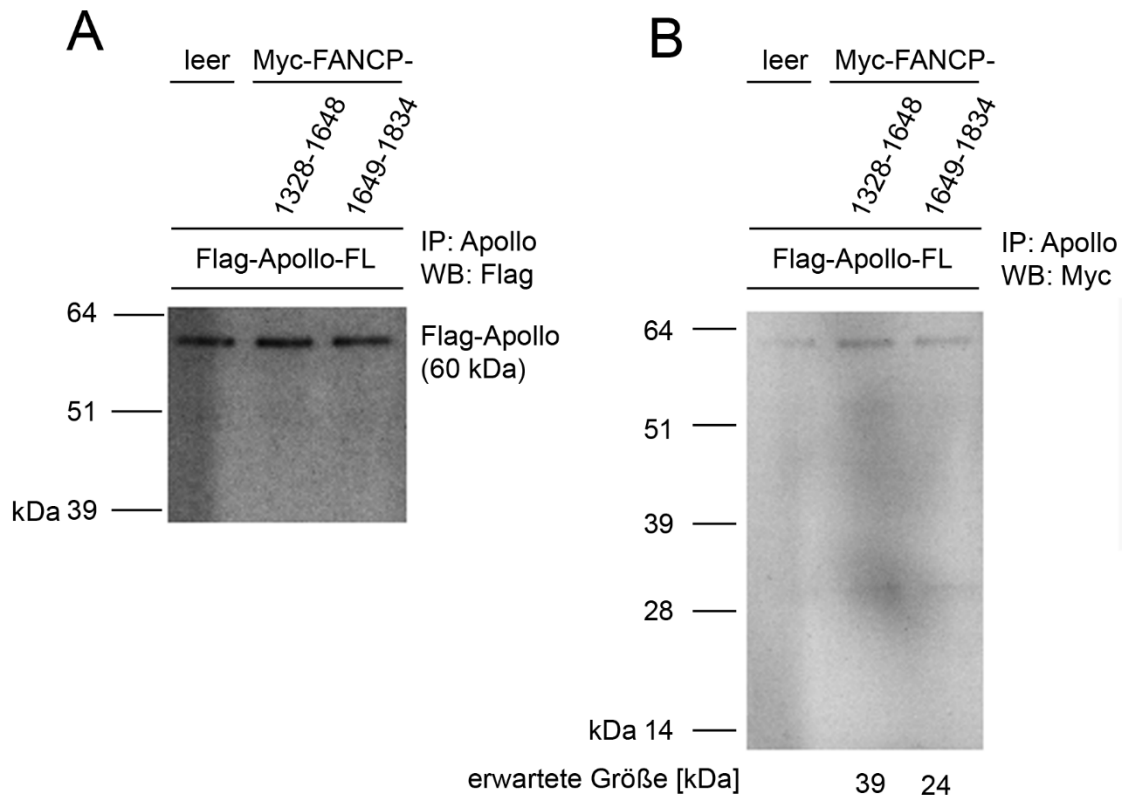 A
leer Myc-FANCP-
1328-1648
1649-1834
Flag-Apollo-FL
IP: Apollo
WB: Flag
64
51
kDa 39
Flag-Apollo
(60 kDa)
B
leer Myc-FANCP-
1328-1648
1649-1834
Flag-Apollo-FL
IP: Apollo
WB: Myc
64
51
39
28
kDa 14
erwartete Größe [kDa] 39 24